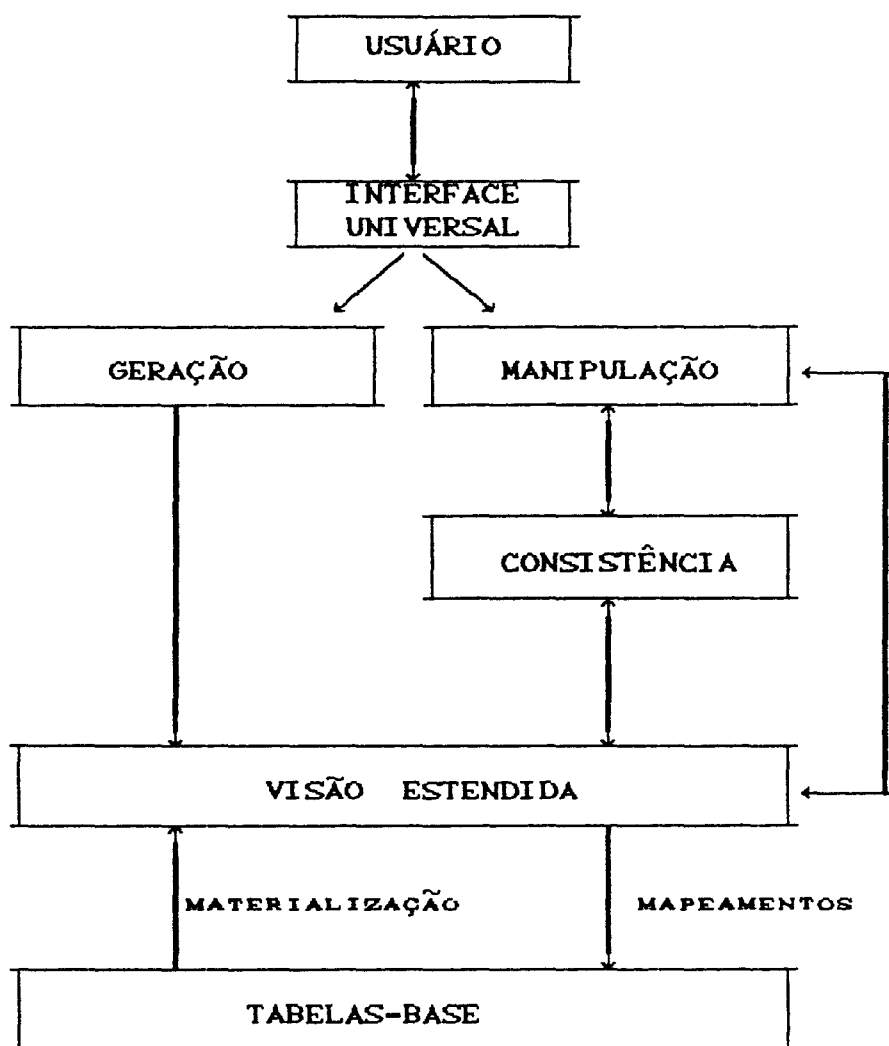 USUÁRIO
INTERFACE
UNIVERSAL
GERAÇÃO
MANIPULAÇÃO
CONSISTÊNCIA
VISÃO ESTENDIDA
MATERIALIZAÇÃO
MAPEAMENTOS
TABELAS-BASE